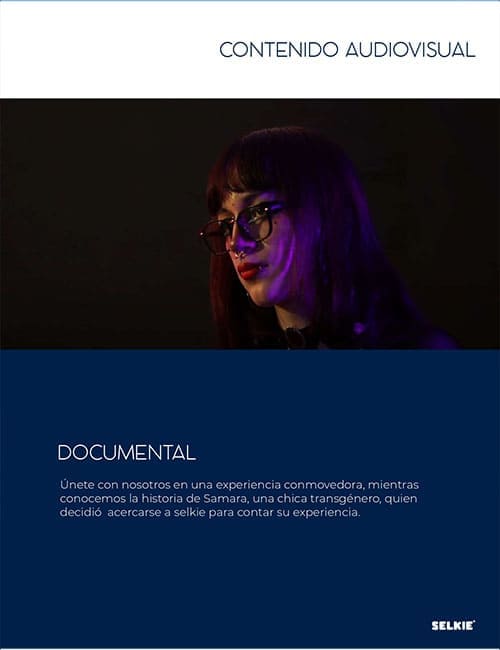 CONTENIDO AUDIOVISUAL
DOCUMENTAL
Únete con nosotros en una experiencia conmovedora, mientras
conocemos la historia de Samara, una chica transgénero, quien
decidió  acercarse a selkie para contar su experiencia.
SELKIE